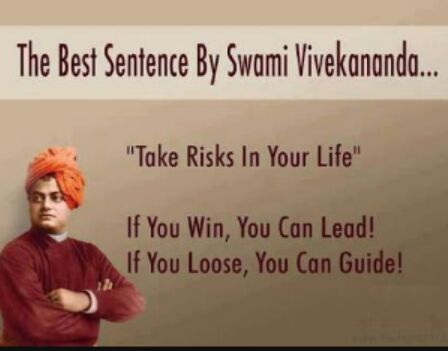 The Best Sentence By Swami Vivekananda...
"Take Risks In Your Life"
If You Win, You Can Lead!
If You Loose, You Can Guide!